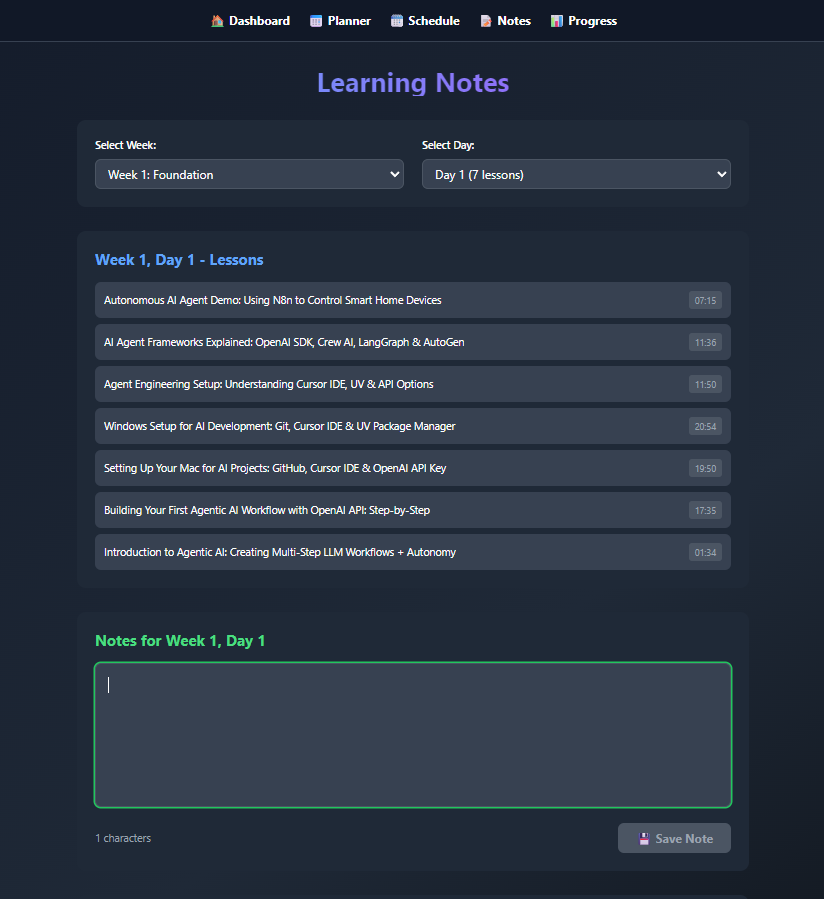 Dashboard Planner Schedule Notes Progress
Learning Notes
Select Week: Select Day:
Week 1: Foundation Day 1 (7 lessons)
Week 1, Day 1 - Lessons
Autonomous AI Agent Demo: Using N8n to Control Smart Home Devices 07:15
AI Agent Frameworks Explained: OpenAI SDK, Crew AI, LangGraph & AutoGen 11:36
Agent Engineering Setup: Understanding Cursor IDE, UV & API Options 11:50
Windows Setup for AI Development: Git, Cursor IDE & UV Package Manager 20:54
Setting Up Your Mac for AI Projects: GitHub, Cursor IDE & OpenAI API Key 19:50
Building Your First Agentic AI Workflow with OpenAI API: Step-by-Step 17:35
Introduction to Agentic AI: Creating Multi-Step LLM Workflows + Autonomy 01:34
Notes for Week 1, Day 1
1 characters Save Note